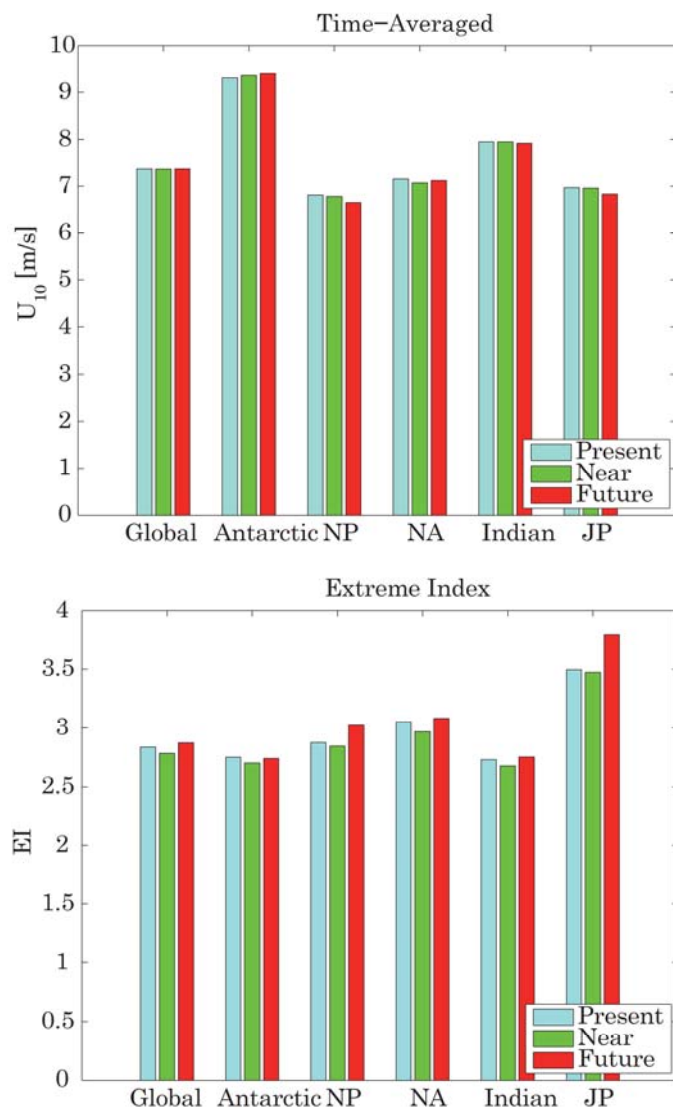 Time–Averaged
10
9
8
7
6
5
4
3
2
1
0
U10 [m/s]
Present
Near
Future
Global Antarctic NP NA Indian JP
Extreme Index
4
3.5
3
2.5
2
1.5
1
0.5
0
EI
Present
Near
Future
Global Antarctic NP NA Indian JP